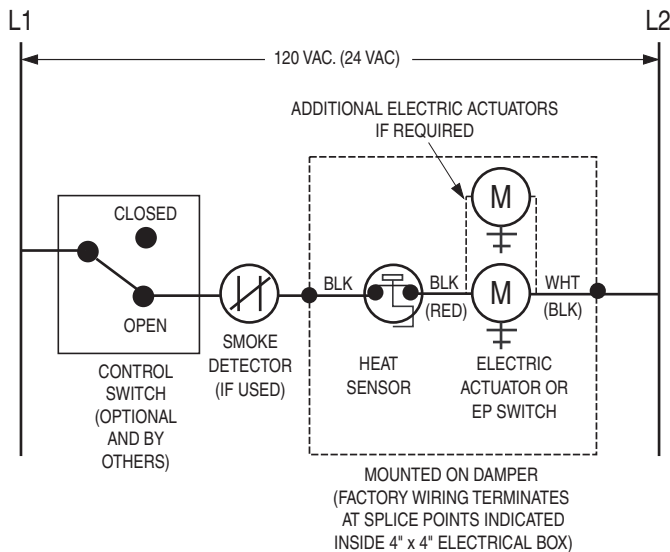 L1
L2
120 VAC. (24 VAC)
ADDITIONAL ELECTRIC ACTUATORS
IF REQUIRED
M
CLOSED
OPEN
BLK
BLK
(RED)
M
WHT
(BLK)
SMOKE
DETECTOR
(IF USED)
HEAT
SENSOR
ELECTRIC
ACTUATOR OR
EP SWITCH
CONTROL
SWITCH
(OPTIONAL
AND BY
OTHERS)
MOUNTED ON DAMPER
(FACTORY WIRING TERMINATES
AT SPLICE POINTS INDICATED
INSIDE 4" x 4" ELECTRICAL BOX)